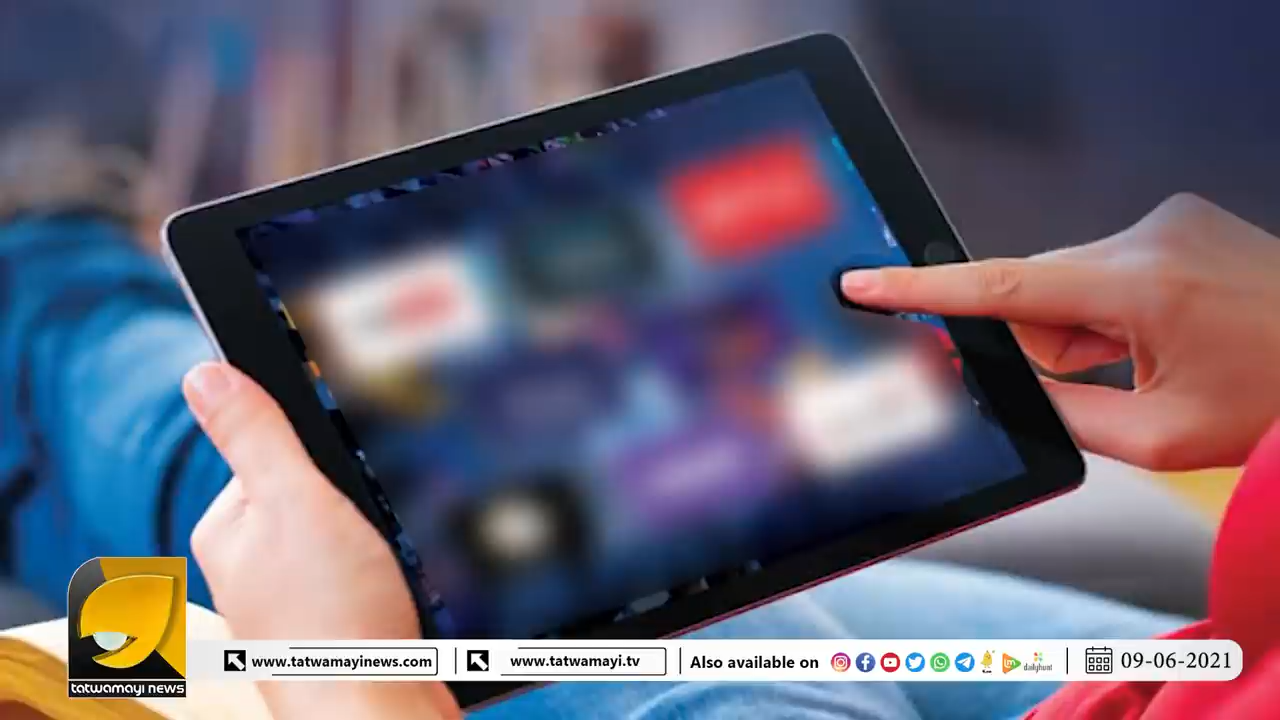 tatwamayi news
www.tatwamayinews.com
www.tatwamayi.tv
Also available on
dailyhunt
09-06-2021